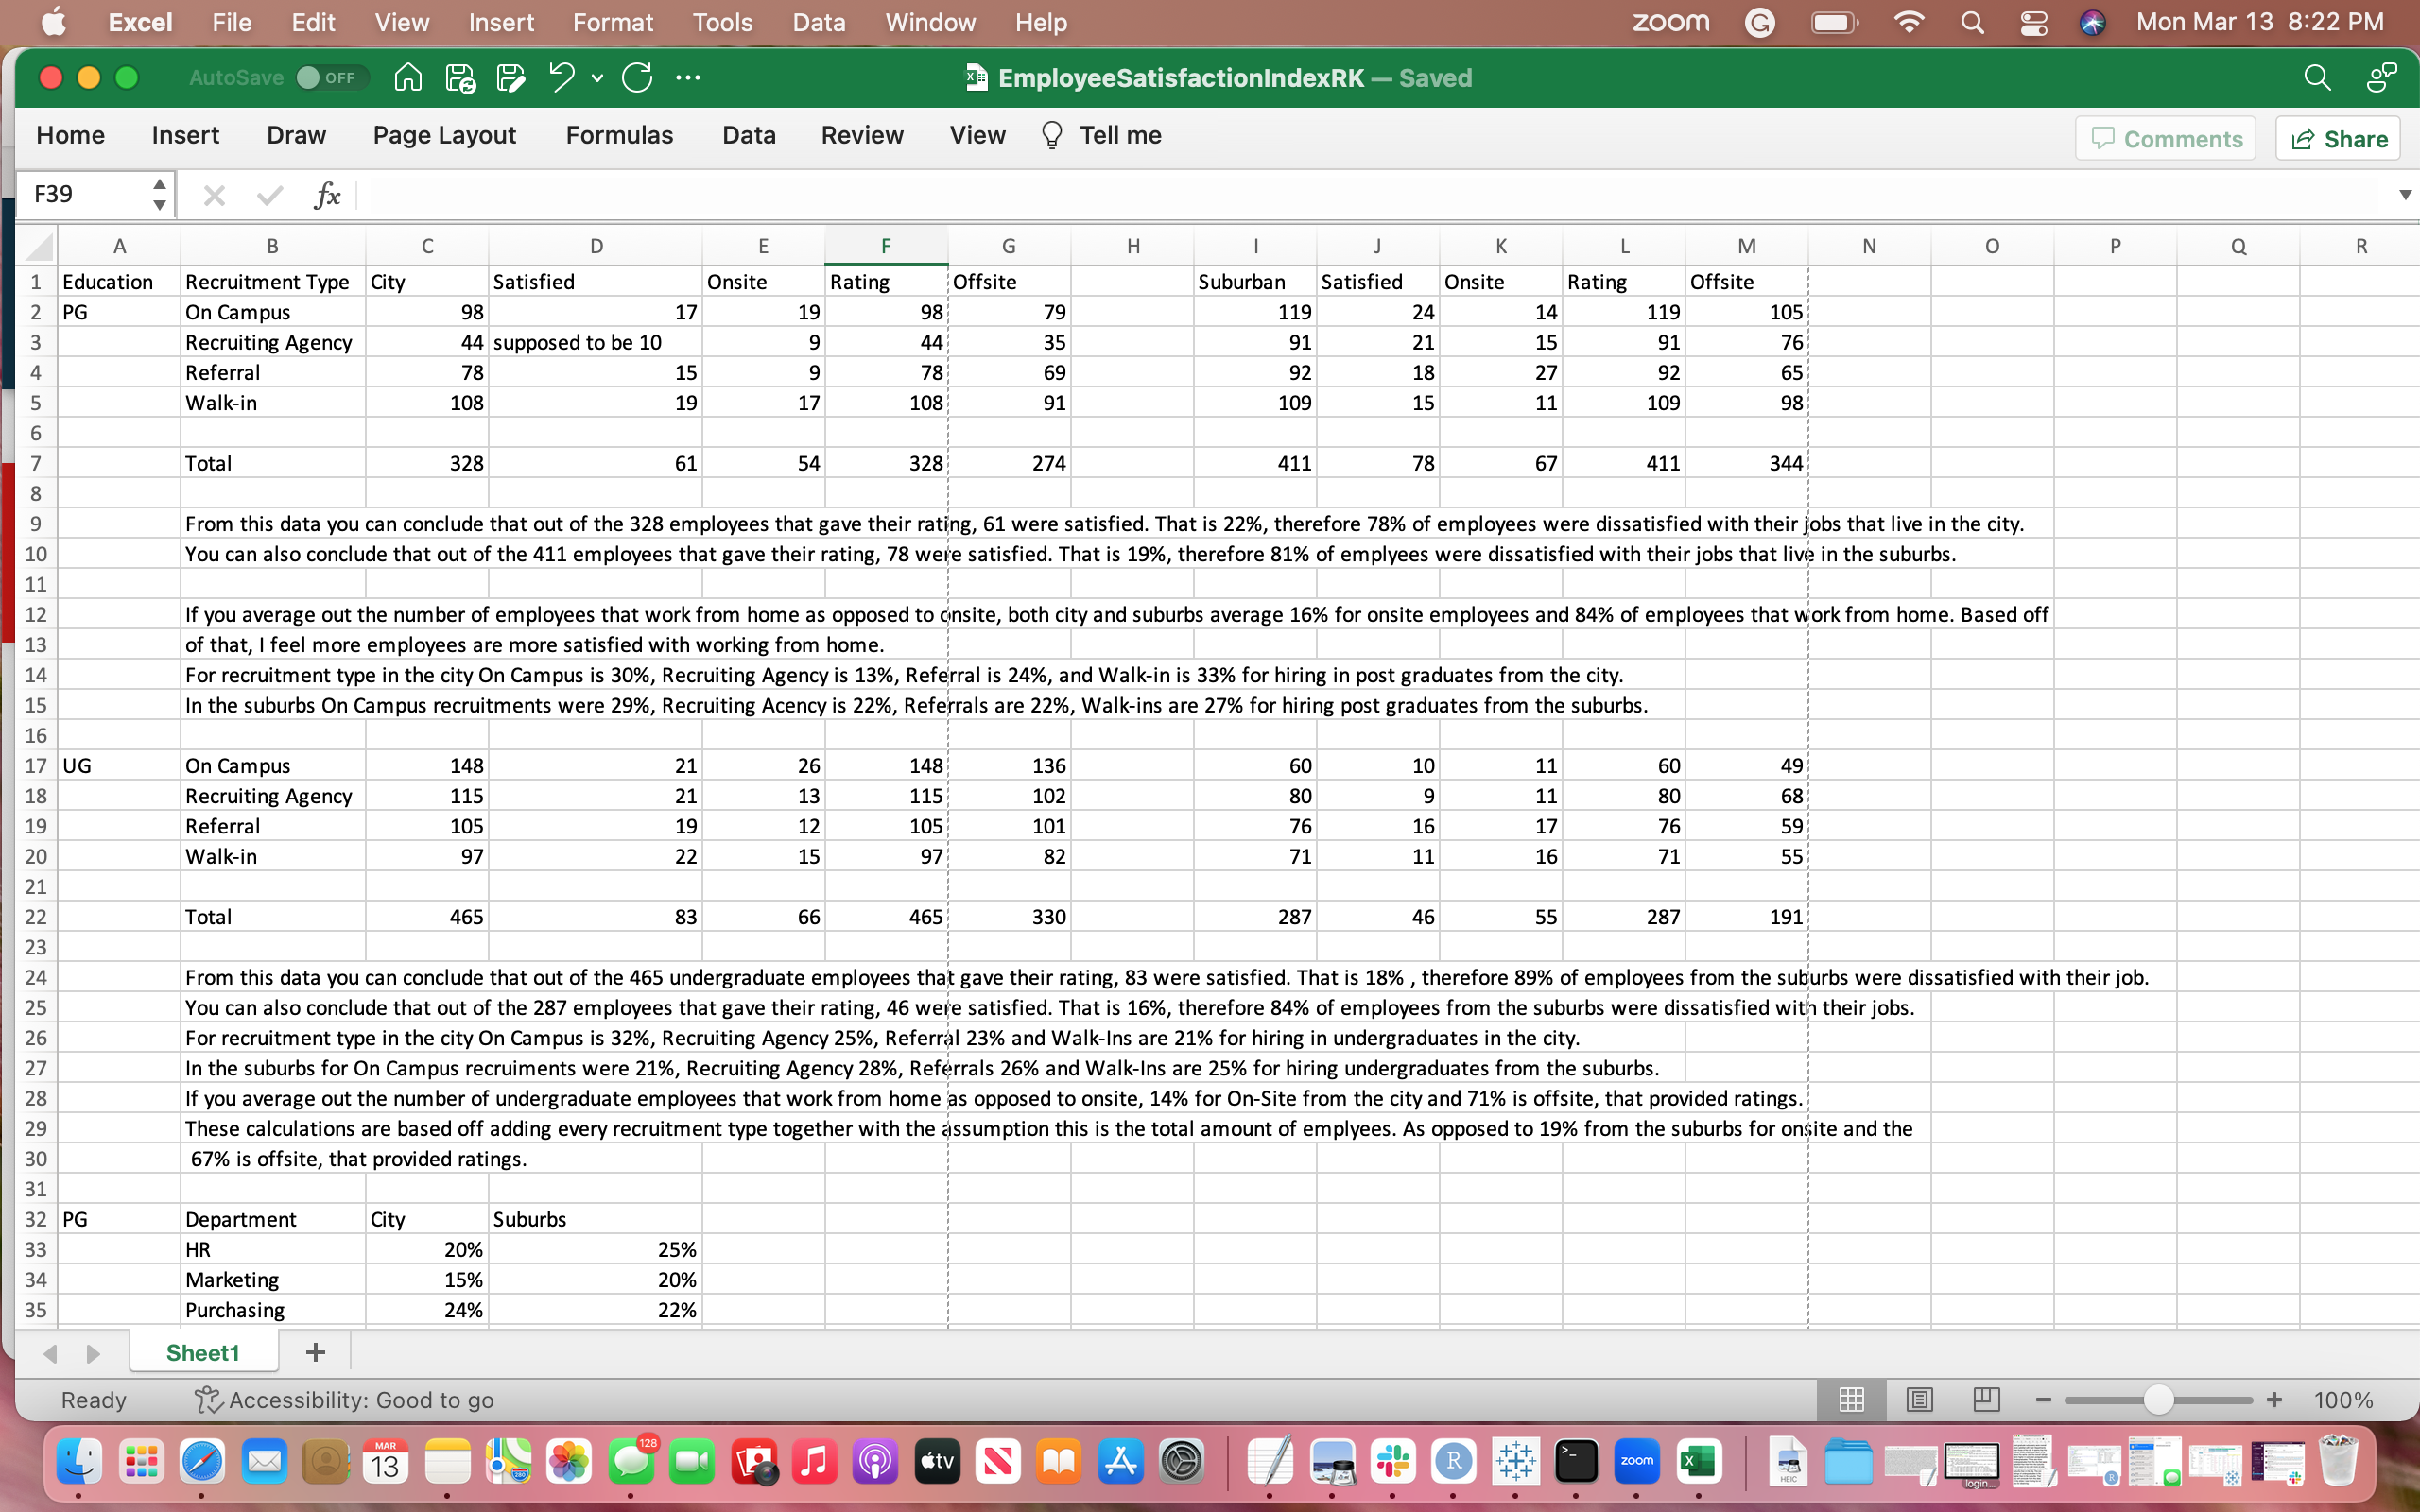 Excel File Edit View Insert Format Tools Data Window Help zoom Mon Mar 13 8:22 PM
AutoSave OFF EmployeeSatisfactionIndexRK — Saved
Home Insert Draw Page Layout Formulas Data Review View Tell me Comments Share
F39 fx
A B C D E F G H I J K L M N O P Q R
1 Education Recruitment Type City Satisfied Onsite Rating Offsite Suburban Satisfied Onsite Rating Offsite
2 PG On Campus 98 17 19 98 79 119 24 14 119 105
3 Recruiting Agency 44 supposed to be 10 9 44 35 91 21 15 91 76
4 Referral 78 15 9 78 69 92 18 27 92 65
5 Walk-in 108 19 17 108 91 109 15 11 109 98
6
7 Total 328 61 54 328 274 411 78 67 411 344
8
9 From this data you can conclude that out of the 328 employees that gave their rating, 61 were satisfied. That is 22%, therefore 78% of employees were dissatisfied with their jobs that live in the city.
10 You can also conclude that out of the 411 employees that gave their rating, 78 were satisfied. That is 19%, therefore 81% of emplyees were dissatisfied with their jobs that live in the suburbs.
11
12 If you average out the number of employees that work from home as opposed to onsite, both city and suburbs average 16% for onsite employees and 84% of employees that work from home. Based off
13 of that, I feel more employees are more satisfied with working from home.
14 For recruitment type in the city On Campus is 30%, Recruiting Agency is 13%, Referral is 24%, and Walk-in is 33% for hiring in post graduates from the city.
15 In the suburbs On Campus recruitments were 29%, Recruiting Acency is 22%, Referrals are 22%, Walk-ins are 27% for hiring post graduates from the suburbs.
16
17 UG On Campus 148 21 26 148 136 60 10 11 60 49
18 Recruiting Agency 115 21 13 115 102 80 9 11 80 68
19 Referral 105 19 12 105 101 76 16 17 76 59
20 Walk-in 97 22 15 97 82 71 11 16 71 55
21
22 Total 465 83 66 465 330 287 46 55 287 191
23
24 From this data you can conclude that out of the 465 undergraduate employees that gave their rating, 83 were satisfied. That is 18% , therefore 89% of employees from the suburbs were dissatisfied with their job.
25 You can also conclude that out of the 287 employees that gave their rating, 46 were satisfied. That is 16%, therefore 84% of employees from the suburbs were dissatisfied with their jobs.
26 For recruitment type in the city On Campus is 32%, Recruiting Agency 25%, Referral 23% and Walk-Ins are 21% for hiring in undergraduates in the city.
27 In the suburbs for On Campus recruiments were 21%, Recruiting Agency 28%, Referrals 26% and Walk-Ins are 25% for hiring undergraduates from the suburbs.
28 If you average out the number of undergraduate employees that work from home as opposed to onsite, 14% for On-Site from the city and 71% is offsite, that provided ratings.
29 These calculations are based off adding every recruitment type together with the assumption this is the total amount of emplyees. As opposed to 19% from the suburbs for onsite and the
30 67% is offsite, that provided ratings.
31
32 PG Department City Suburbs
33 HR 20% 25%
34 Marketing 15% 20%
35 Purchasing 24% 22%
Sheet1 +
Ready Accessibility: Good to go 100%
MAR 13 280 128 tv R zoom X HEIC login...